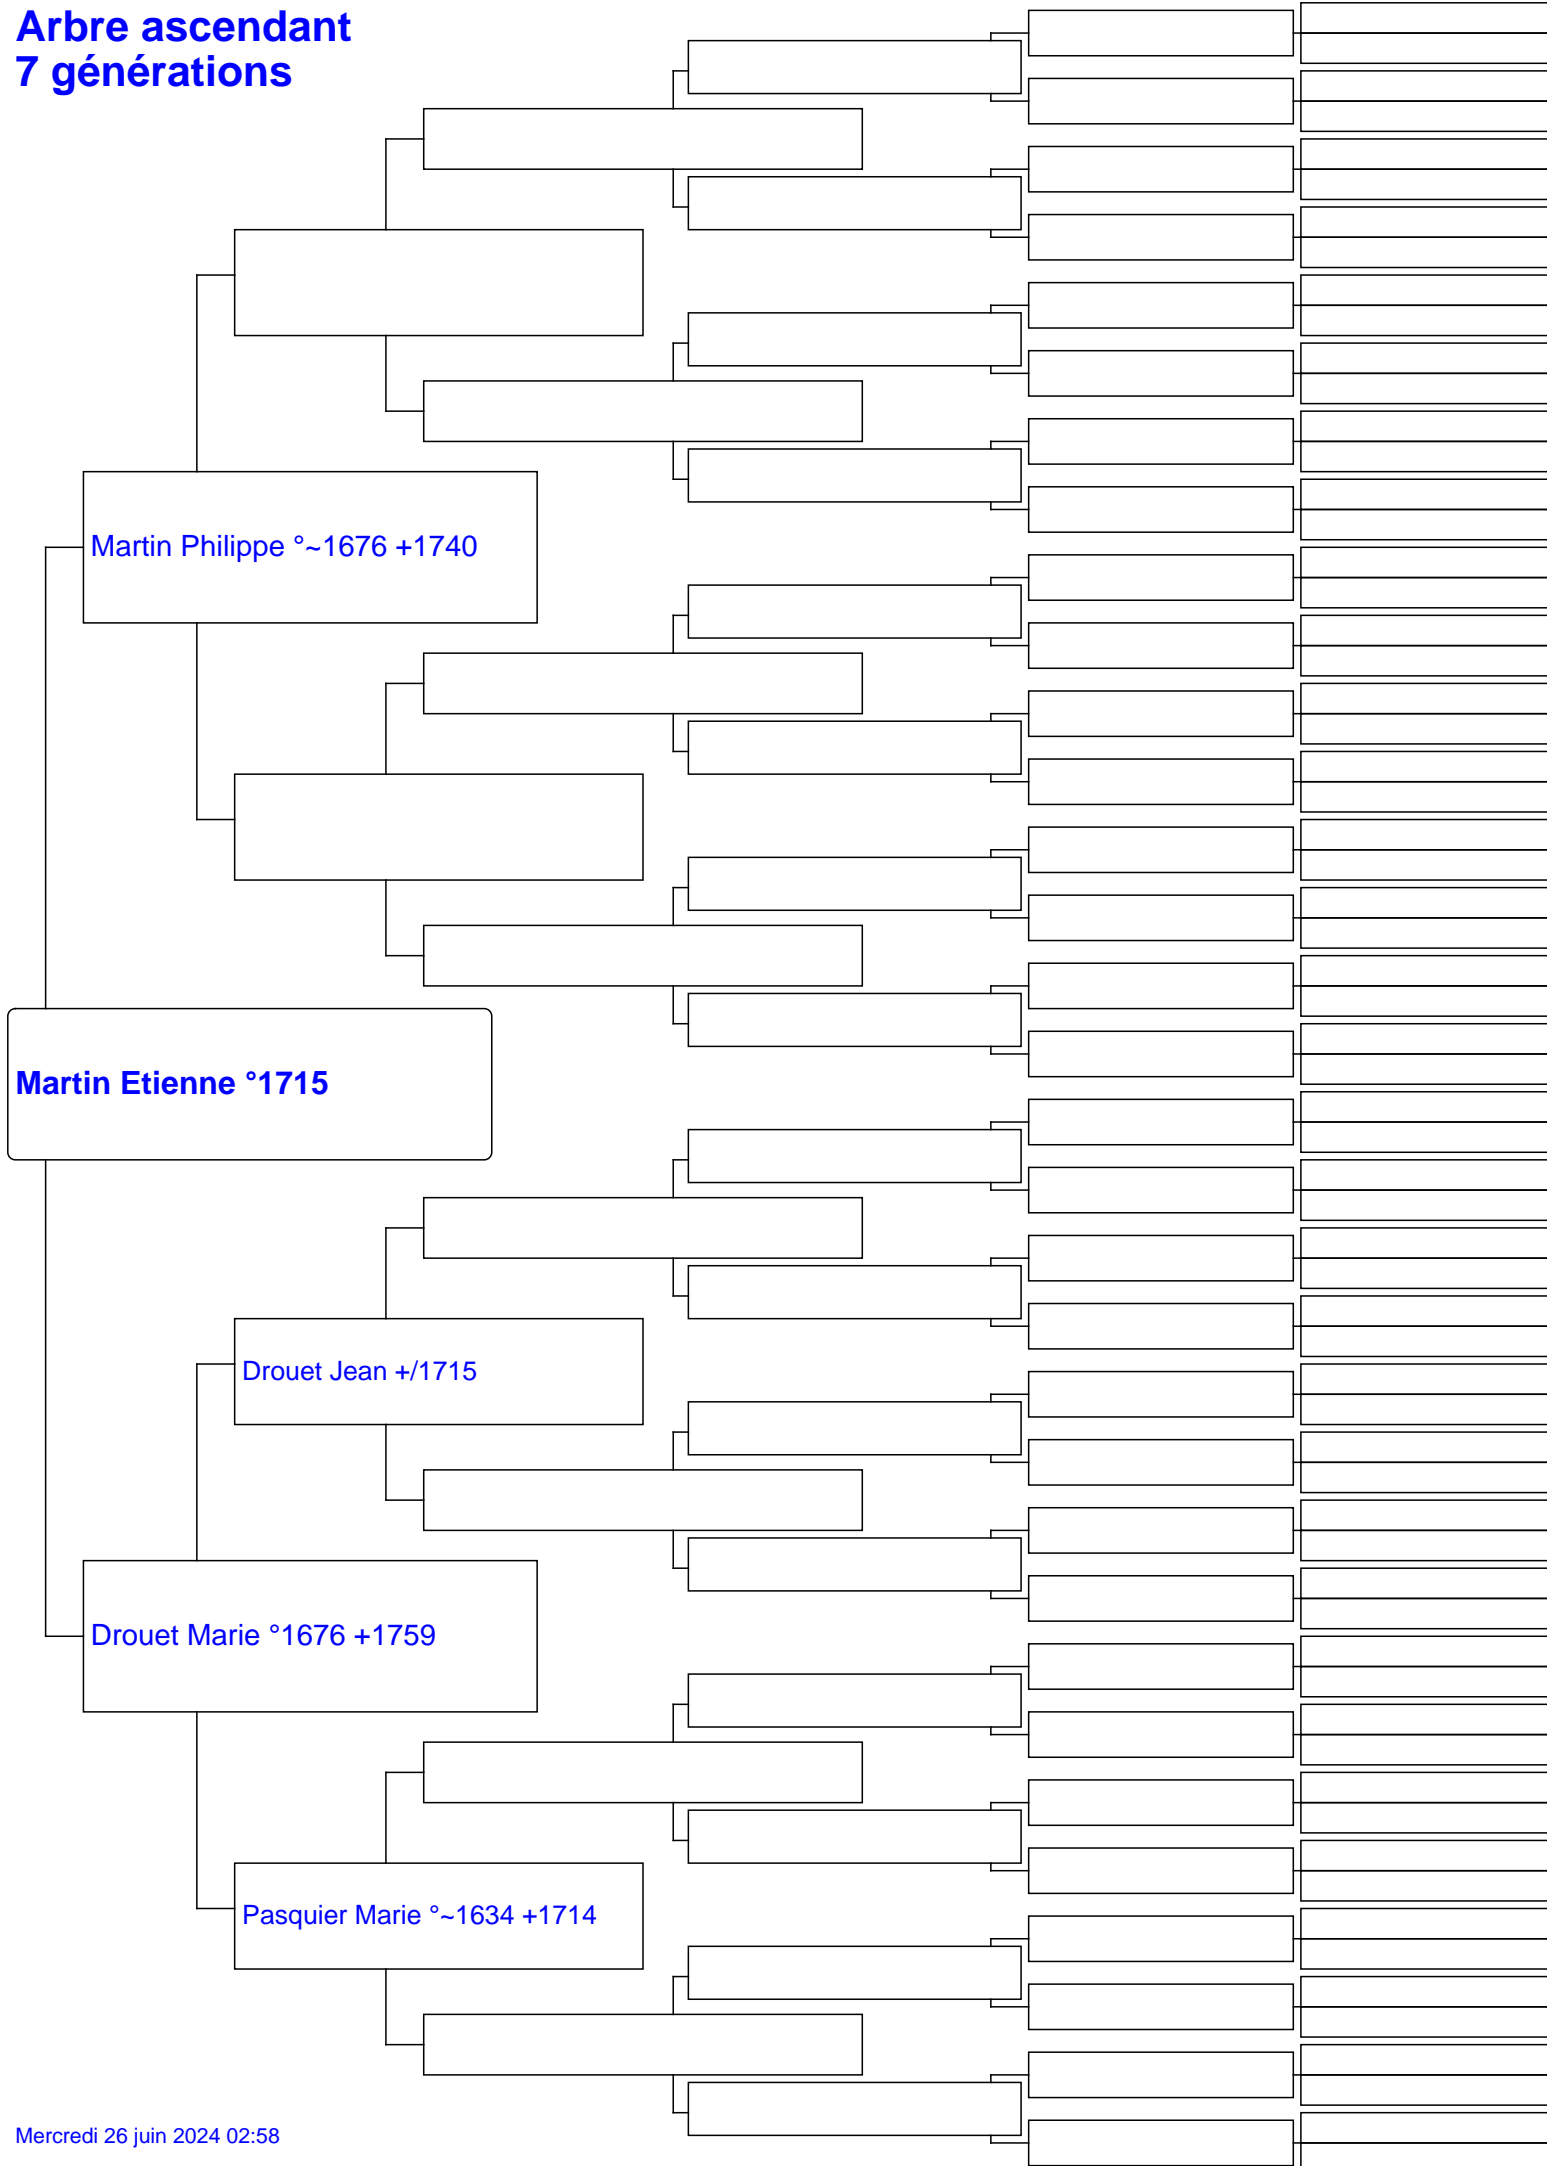 Arbre ascendant
7 générations
Martin Philippe °~1676 +1740
Martin Etienne °1715
Drouet Jean +/1715
Drouet Marie °1676 +1759
Pasquier Marie °~1634 +1714
Mercredi 26 juin 2024 02:58